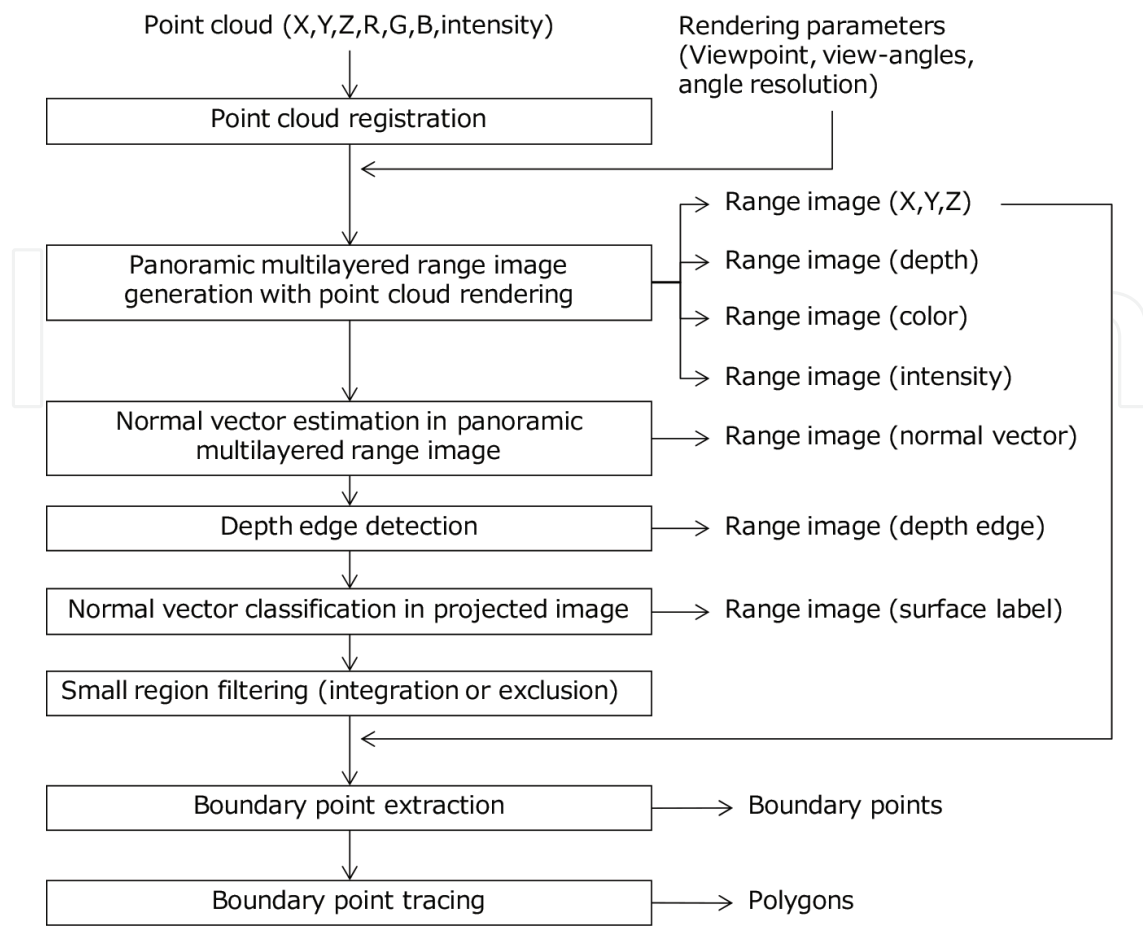 Point cloud (X,Y,Z,R,G,B,intensity)
Rendering parameters
(Viewpoint, view-angles,
angle resolution)
Point cloud registration
Range image (X,Y,Z)
Panoramic multilayered range image
generation with point cloud rendering
Range image (depth)
Range image (color)
Range image (intensity)
Normal vector estimation in panoramic
multilayered range image
Range image (normal vector)
Depth edge detection
Range image (depth edge)
Normal vector classification in projected image
Range image (surface label)
Small region filtering (integration or exclusion)
Boundary point extraction
Boundary points
Boundary point tracing
Polygons